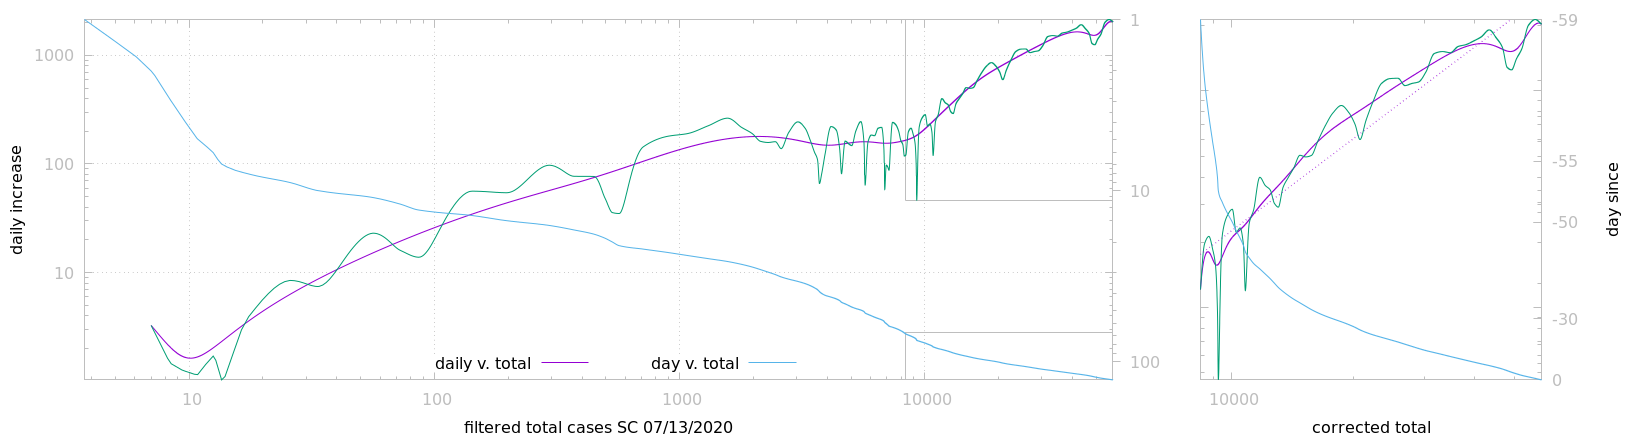 1000
100
10
daily increase
10
100
1000
10000
filtered total cases SC 07/13/2020
daily v. total
day v. total
1
10
100
10000
corrected total
-59
-55
-50
-30
0
day since